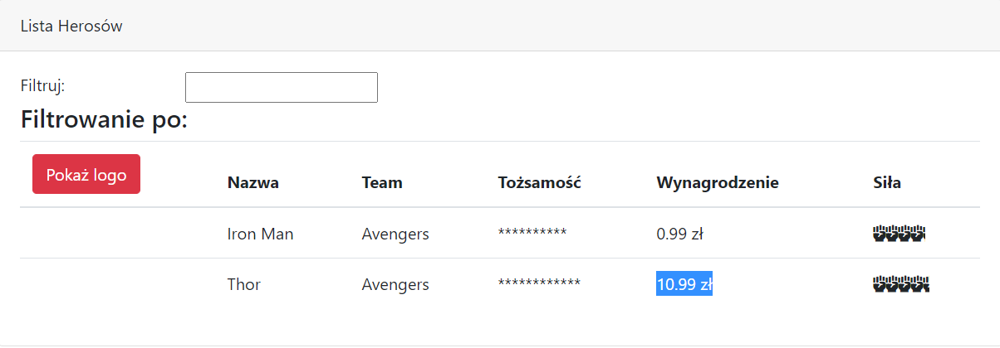 Lista Herosów
Filtruj:
Filtrowanie po:
Pokaż logo Nazwa Team Tożsamość Wynagrodzenie Siła
Iron Man Avengers ********** 0.99 zł
Thor Avengers ************ 10.99 zł